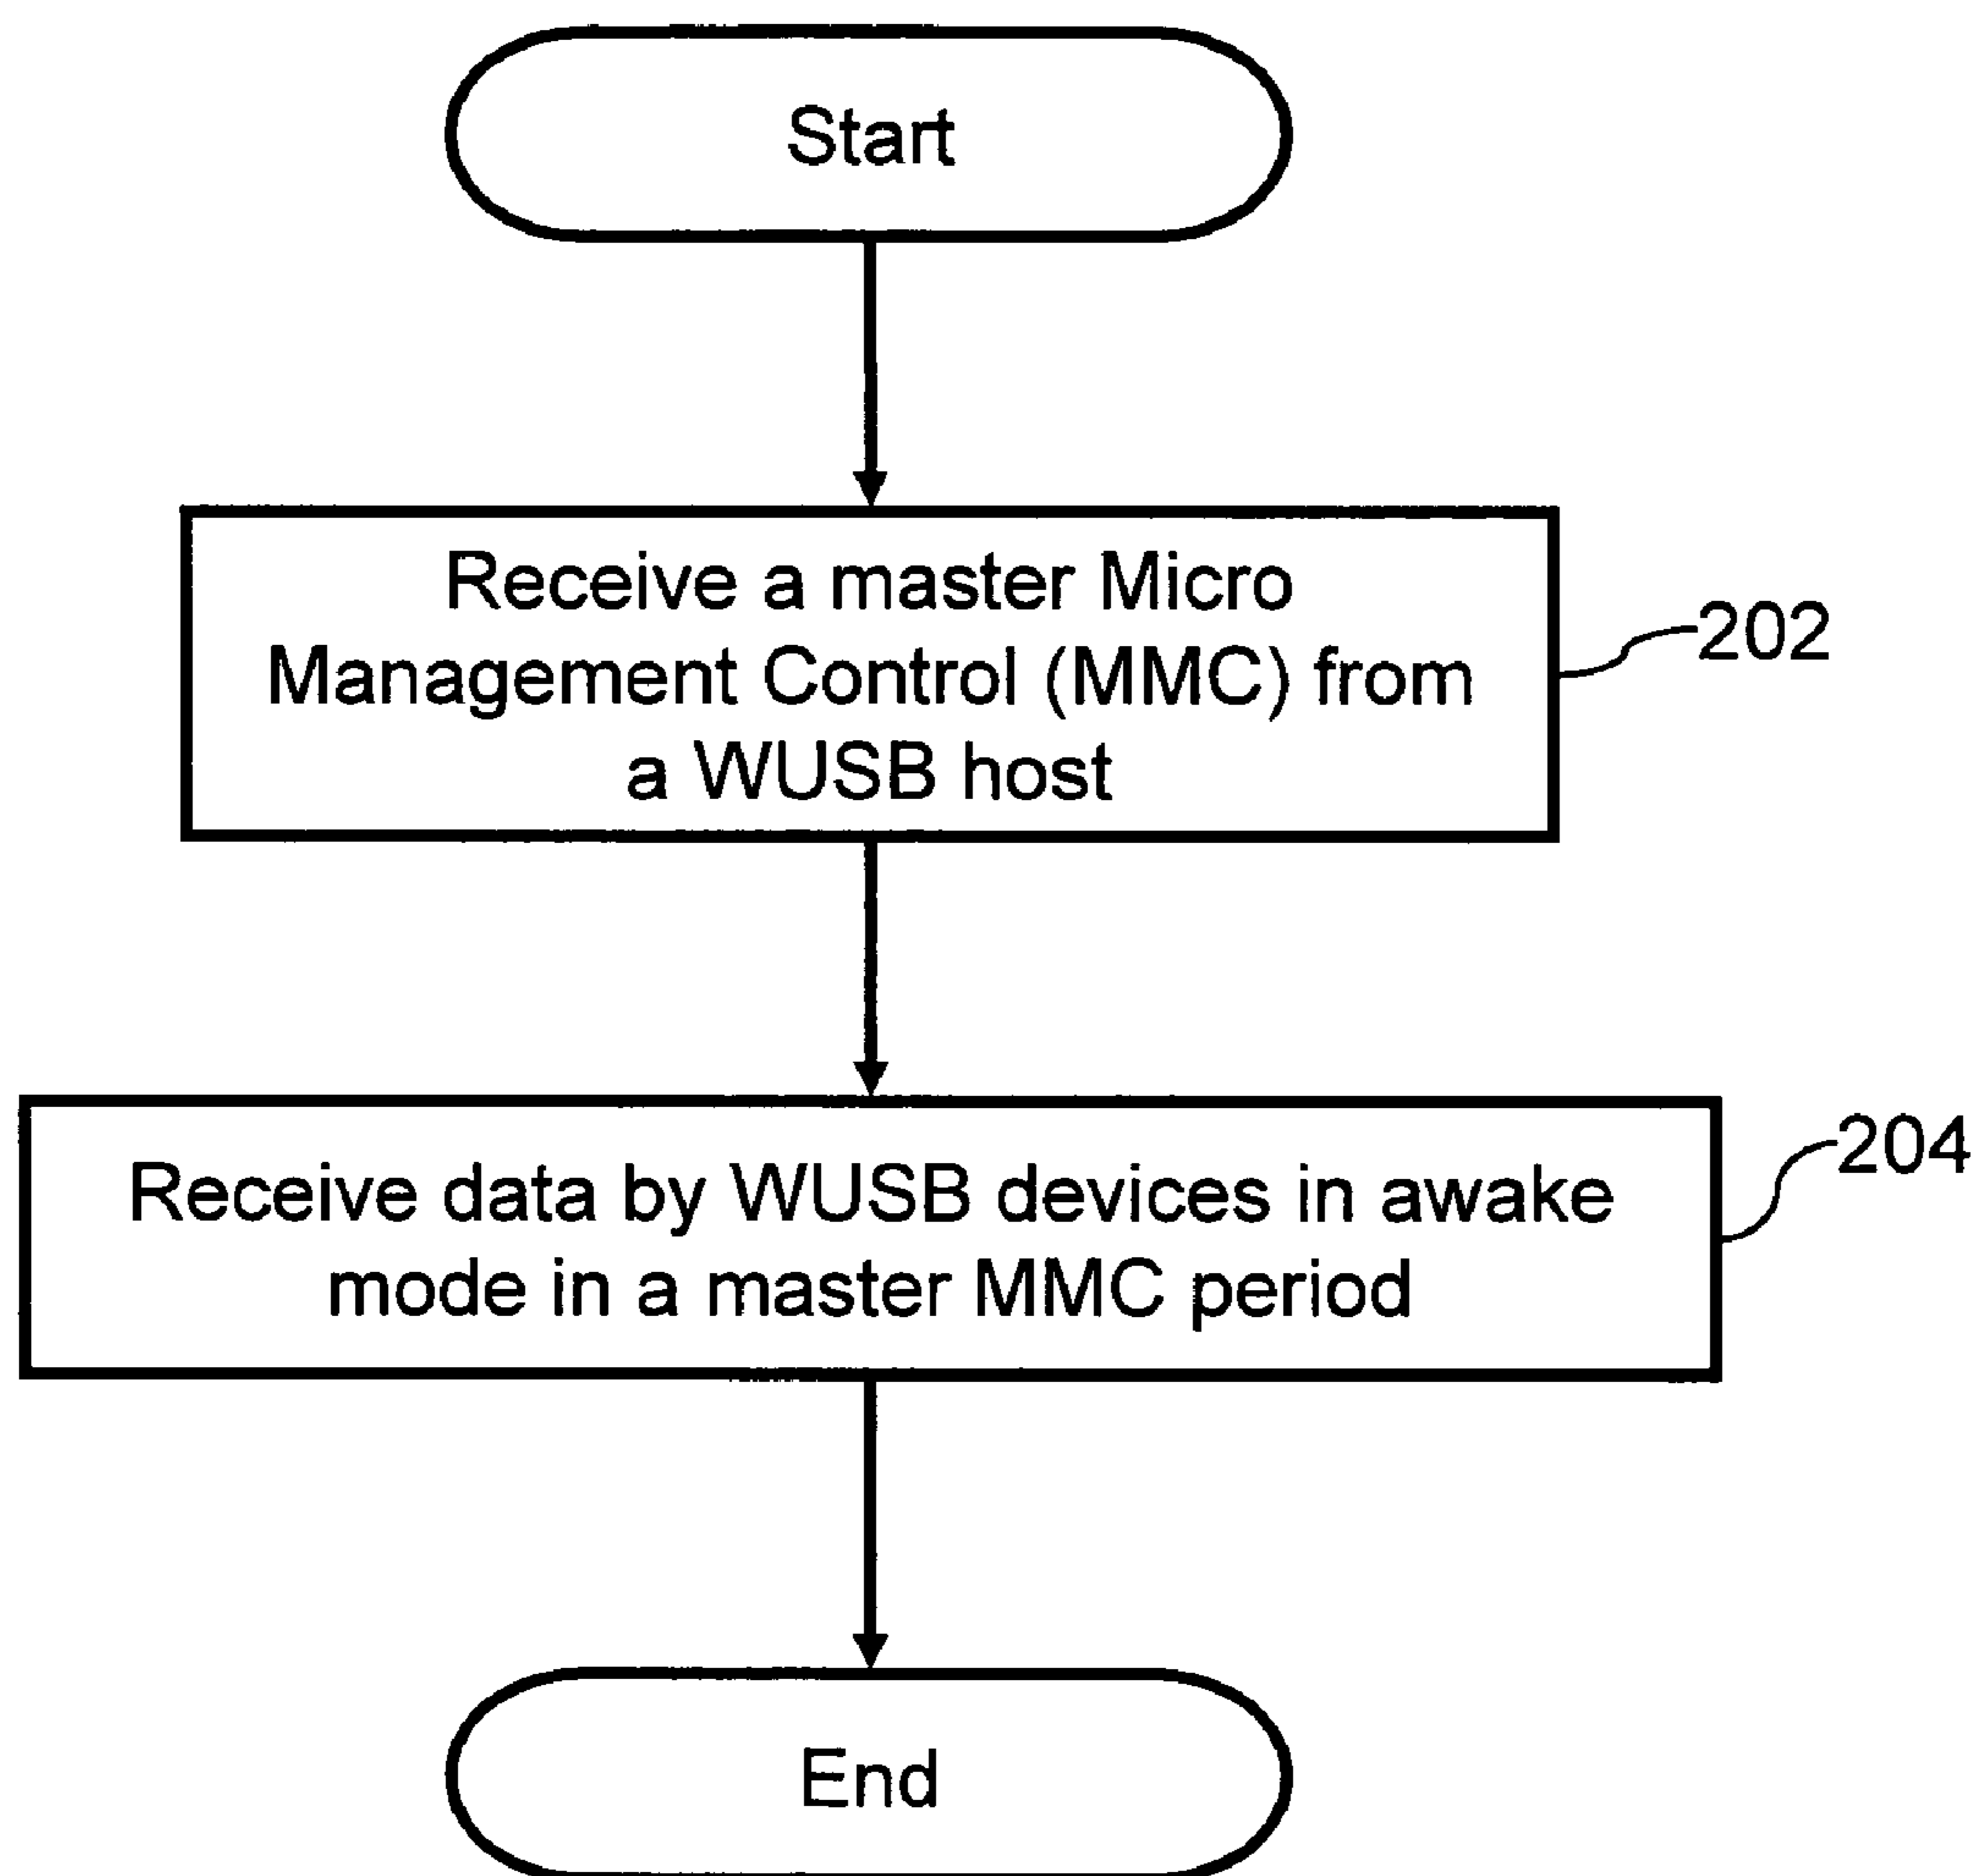 Start
Receive a master Micro
Management Control (MMC) from
a WUSB host
202
Receive data by WUSB devices in awake
mode in a master MMC period
204
End